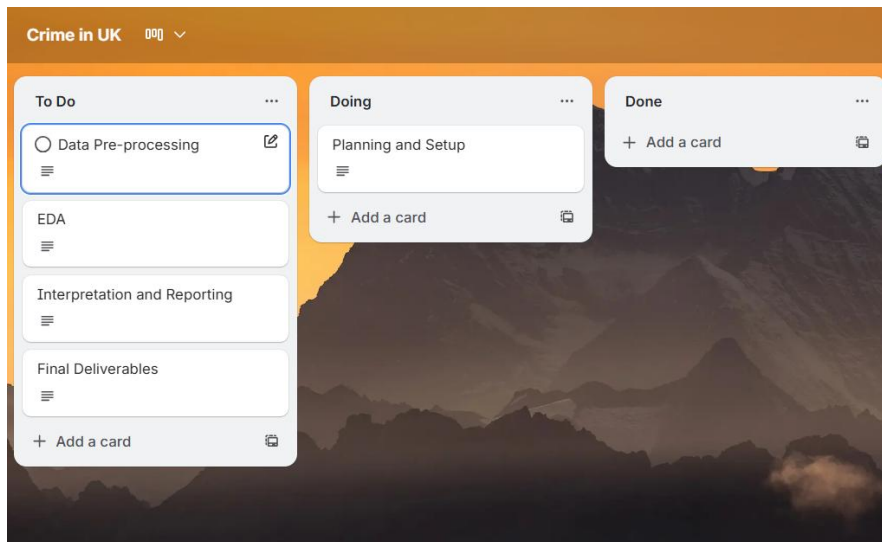 Crime in UK
To Do
Data Pre-processing
EDA
Interpretation and Reporting
Final Deliverables
+ Add a card
Doing
Planning and Setup
+ Add a card
Done
+ Add a card